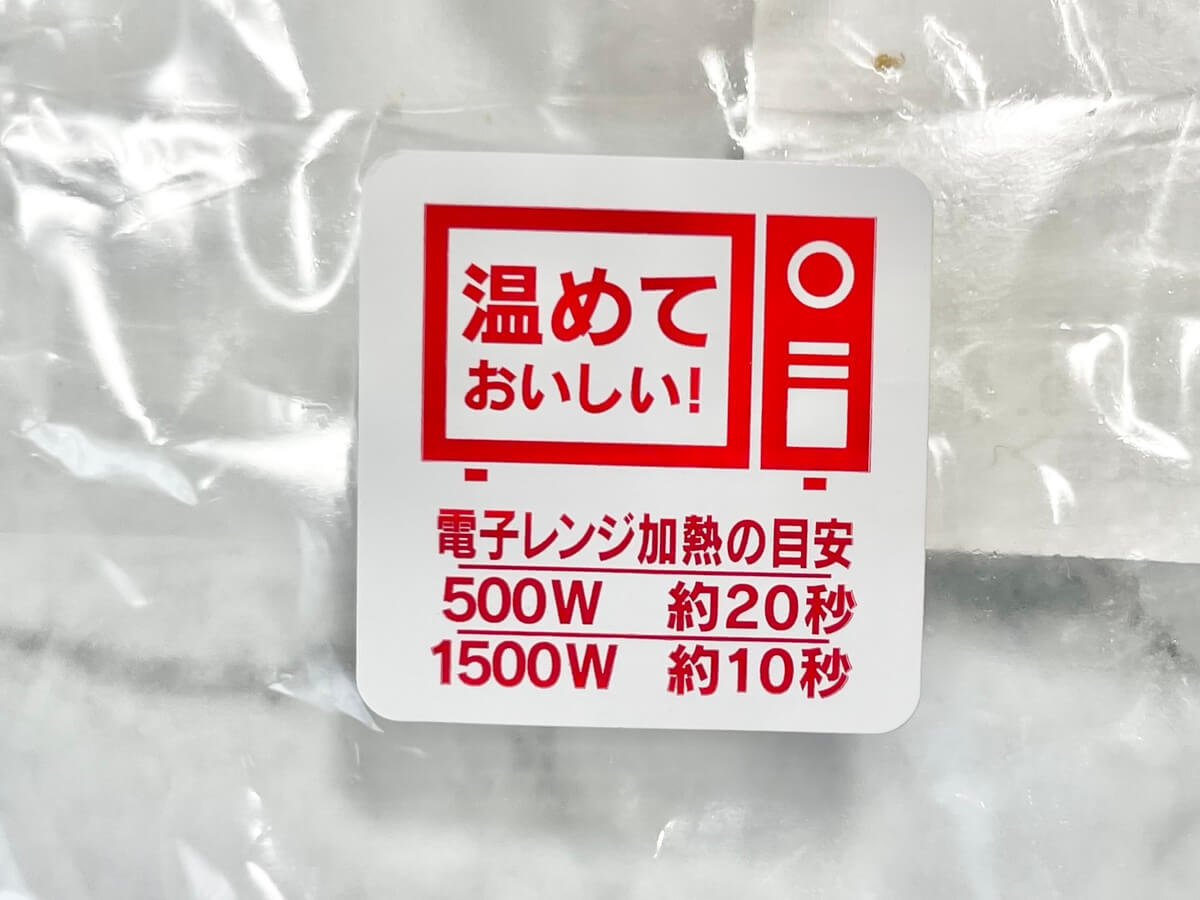 温めて
おいしい!
電子レンジ加熱の目安
500W 約20秒
1500W 約10秒